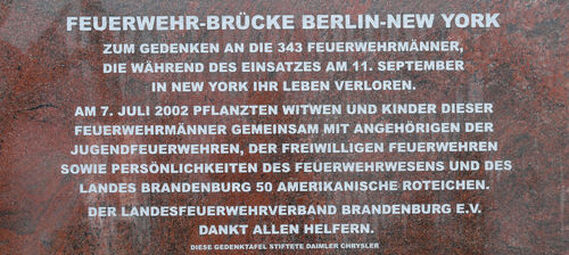 FEUERWEHR-BRÜCKE BERLIN-NEW YORK
ZUM GEDENKEN AN DIE 343 FEUERWEHRMÄNNER,
DIE WÄHREND DES EINSATZES AM 11. SEPTEMBER
IN NEW YORK IHR LEBEN VERLOREN.
AM 7. JULI 2002 PFLANZTEN WITWEN UND KINDER DIESER
FEUERWEHRMÄNNER GEMEINSAM MIT ANGEHÖRIGEN DER
JUGENDFEUERWEHREN, DER FREIWILLIGEN FEUERWEHREN
SOWIE PERSÖNLICHKEITEN DES FEUERWEHRWESENS UND DES
LANDES BRANDENBURG 50 AMERIKANISCHE ROTEICHEN.
DER LANDESFEUERWEHRVERBAND BRANDENBURG E.V.
DANKT ALLEN HELFERN.
DIESE GEDENKTAFEL STIFTETE DAIMLER CHRYSLER